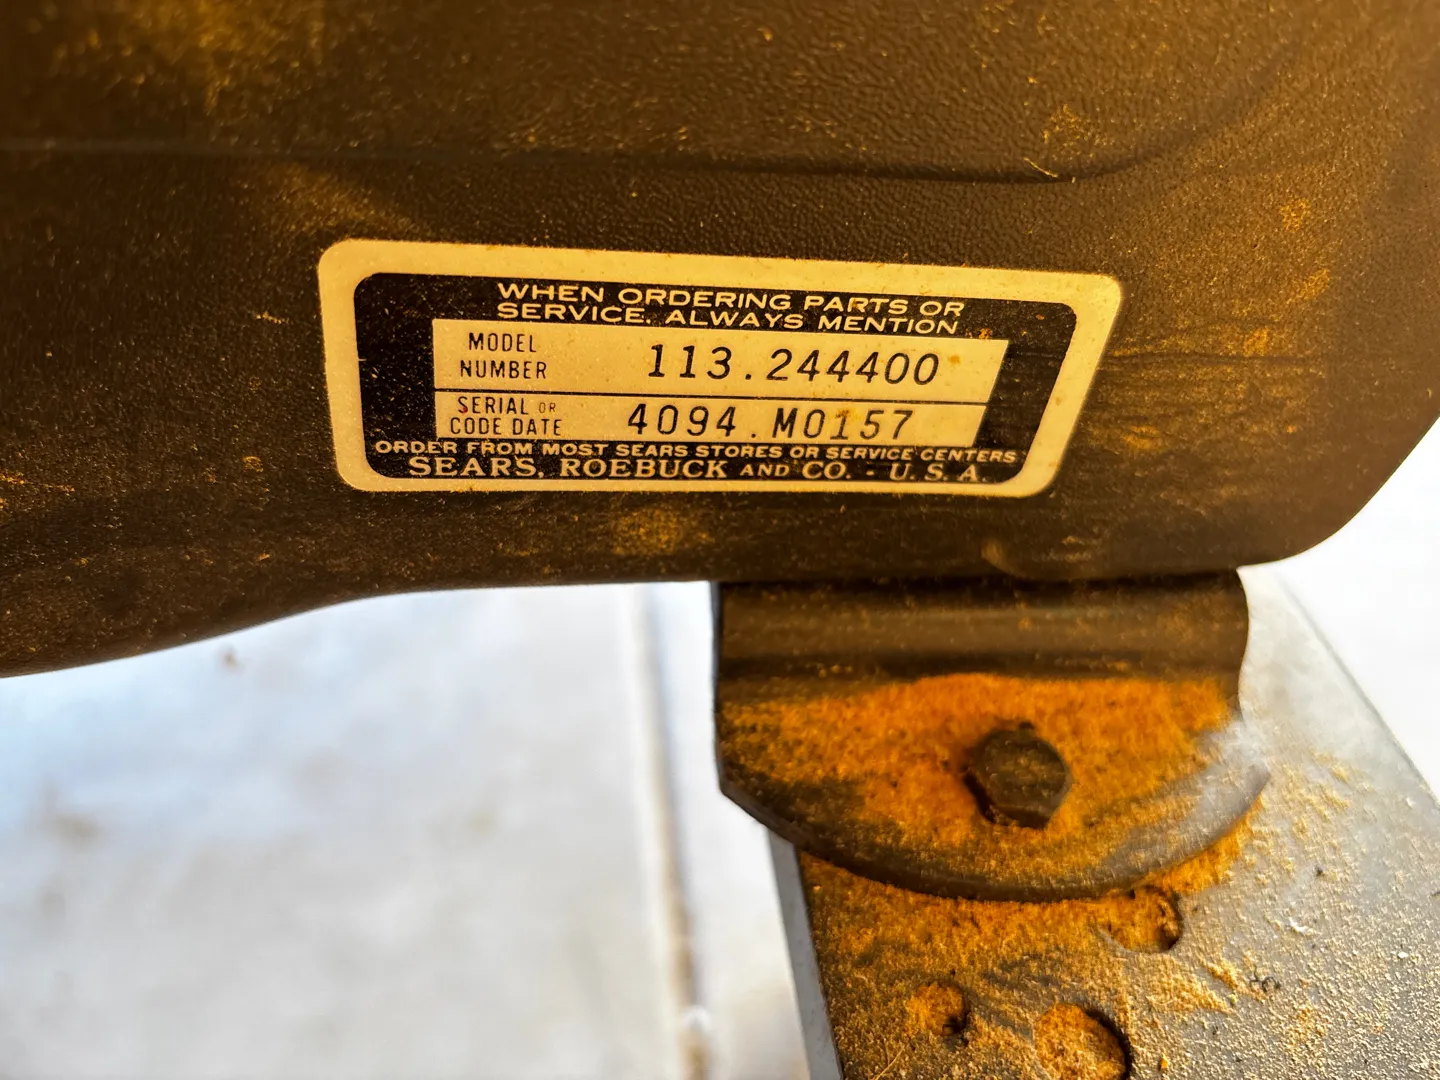 WHEN ORDERING PARTS OR
SERVICE, ALWAYS MENTION
MODEL
NUMBER
113.244400
SERIAL OR
CODE DATE
4094.M0157
ORDER FROM MOST SEARS STORES OR SERVICE CENTERS
SEARS, ROEBUCK AND CO. - U.S.A.